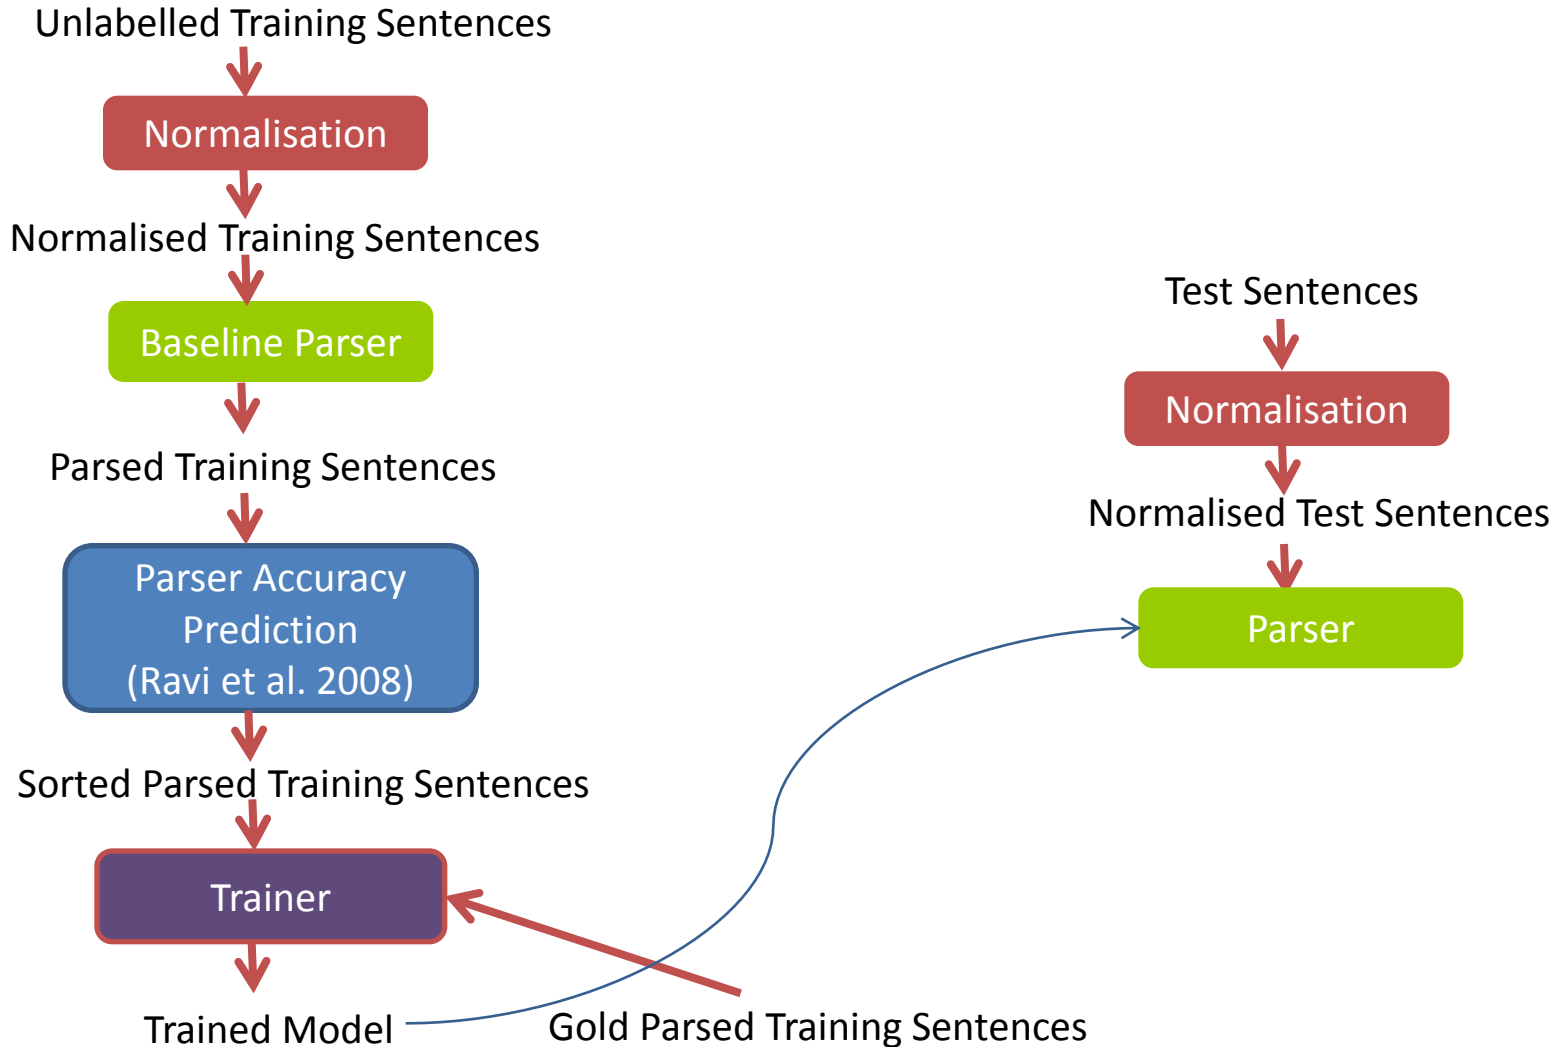 Unlabelled Training Sentences
Normalisation
Normalised Training Sentences
Baseline Parser
Parsed Training Sentences
Parser Accuracy
Prediction
(Ravi et al. 2008)
Sorted Parsed Training Sentences
Trainer
Trained Model
Gold Parsed Training Sentences
Test Sentences
Normalisation
Normalised Test Sentences
Parser